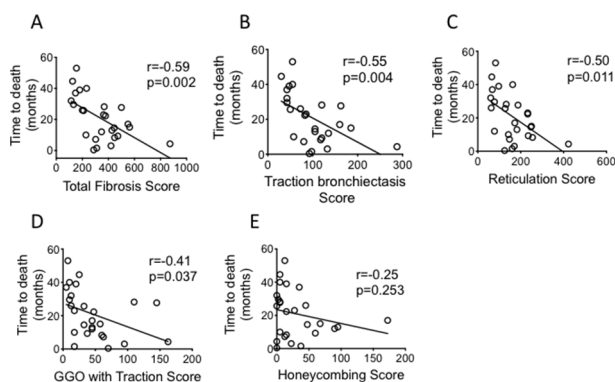 A
r=-0.59
p=0.002
Time to death
(months)
60
40
20
0
0 200 400 600 800 1000
Total Fibrosis Score
B
r=-0.55
p=0.004
Time to death
(months)
60
40
20
0
0 100 200 300
Traction bronchiectasis
Score
C
r=-0.50
p=0.011
Time to death
(months)
60
40
20
0
0 200 400 600
Reticulation Score
D
r=-0.41
p=0.037
Time to death
(months)
60
40
20
0
0 50 100 150 200
GGO with Traction Score
E
r=-0.25
p=0.253
Time to death
(months)
60
40
20
0
0 50 100 150 200
Honeycombing Score